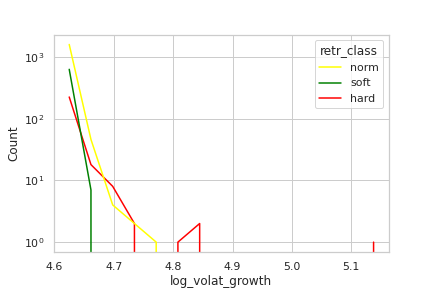 retr_class
norm
soft
hard
10³
10²
10¹
10⁰
Count
4.6 4.7 4.8 4.9 5.0 5.1
log_volat_growth